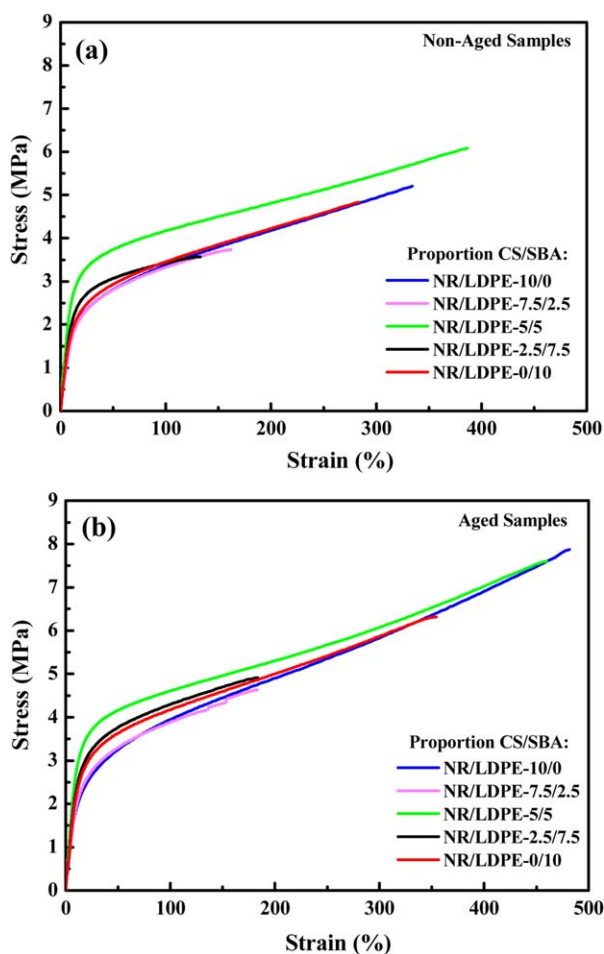 9
(a)
Non-Aged Samples
8
7
6
5
4
3
2
1
0
Stress (MPa)
Proportion CS/SBA:
NR/LDPE-10/0
NR/LDPE-7.5/2.5
NR/LDPE-5/5
NR/LDPE-2.5/7.5
NR/LDPE-0/10
0 100 200 300 400 500
Strain (%)
9
(b)
Aged Samples
8
7
6
5
4
3
2
1
0
Stress (MPa)
Proportion CS/SBA:
NR/LDPE-10/0
NR/LDPE-7.5/2.5
NR/LDPE-5/5
NR/LDPE-2.5/7.5
NR/LDPE-0/10
0 100 200 300 400 500
Strain (%)